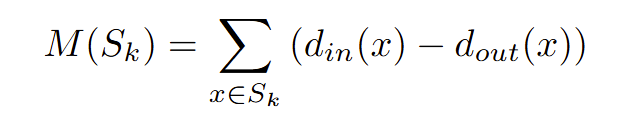 M(S_k) = \sum_{x \in S_k} (d_{in}(x) - d_{out}(x))